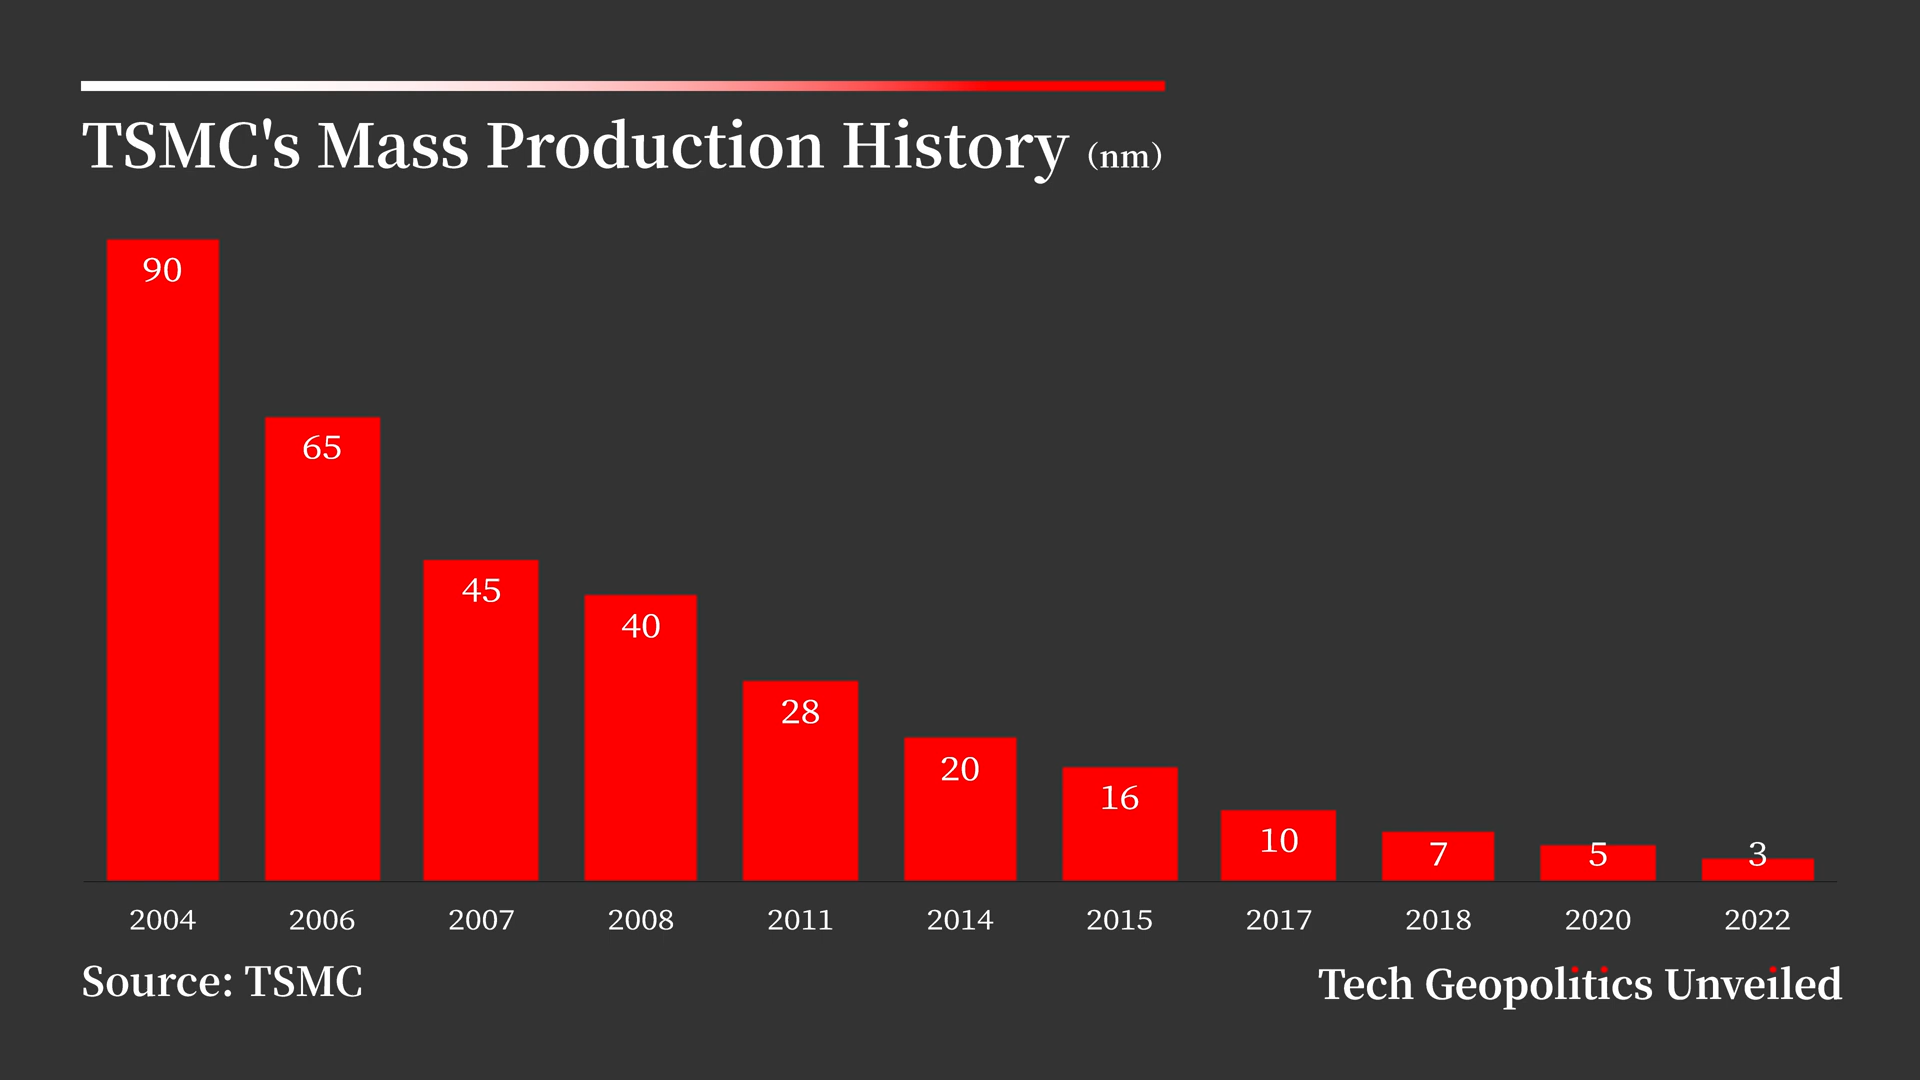 TSMC's Mass Production History (nm)
90
65
45
40
28
20
16
10
7
5
3
2004 2006 2007 2008 2011 2014 2015 2017 2018 2020 2022
Source: TSMC
Tech Geopolitics Unveiled